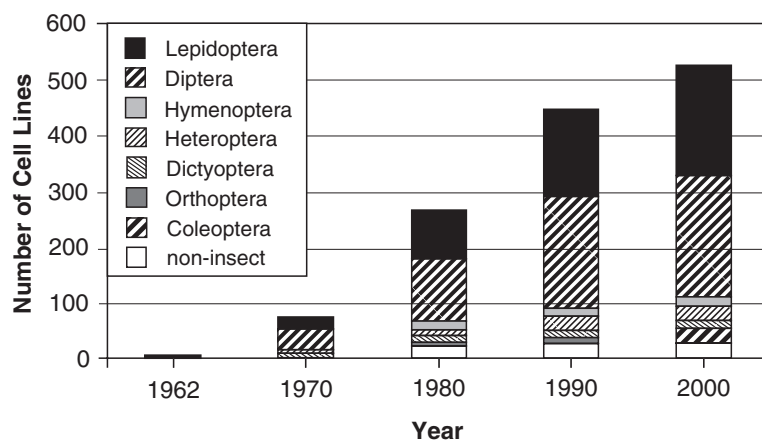 600
500
400
300
200
100
0
Number of Cell Lines
Lepidoptera
Diptera
Hymenoptera
Heteroptera
Dictyoptera
Orthoptera
Coleoptera
non-insect
1962 1970 1980 1990 2000
Year